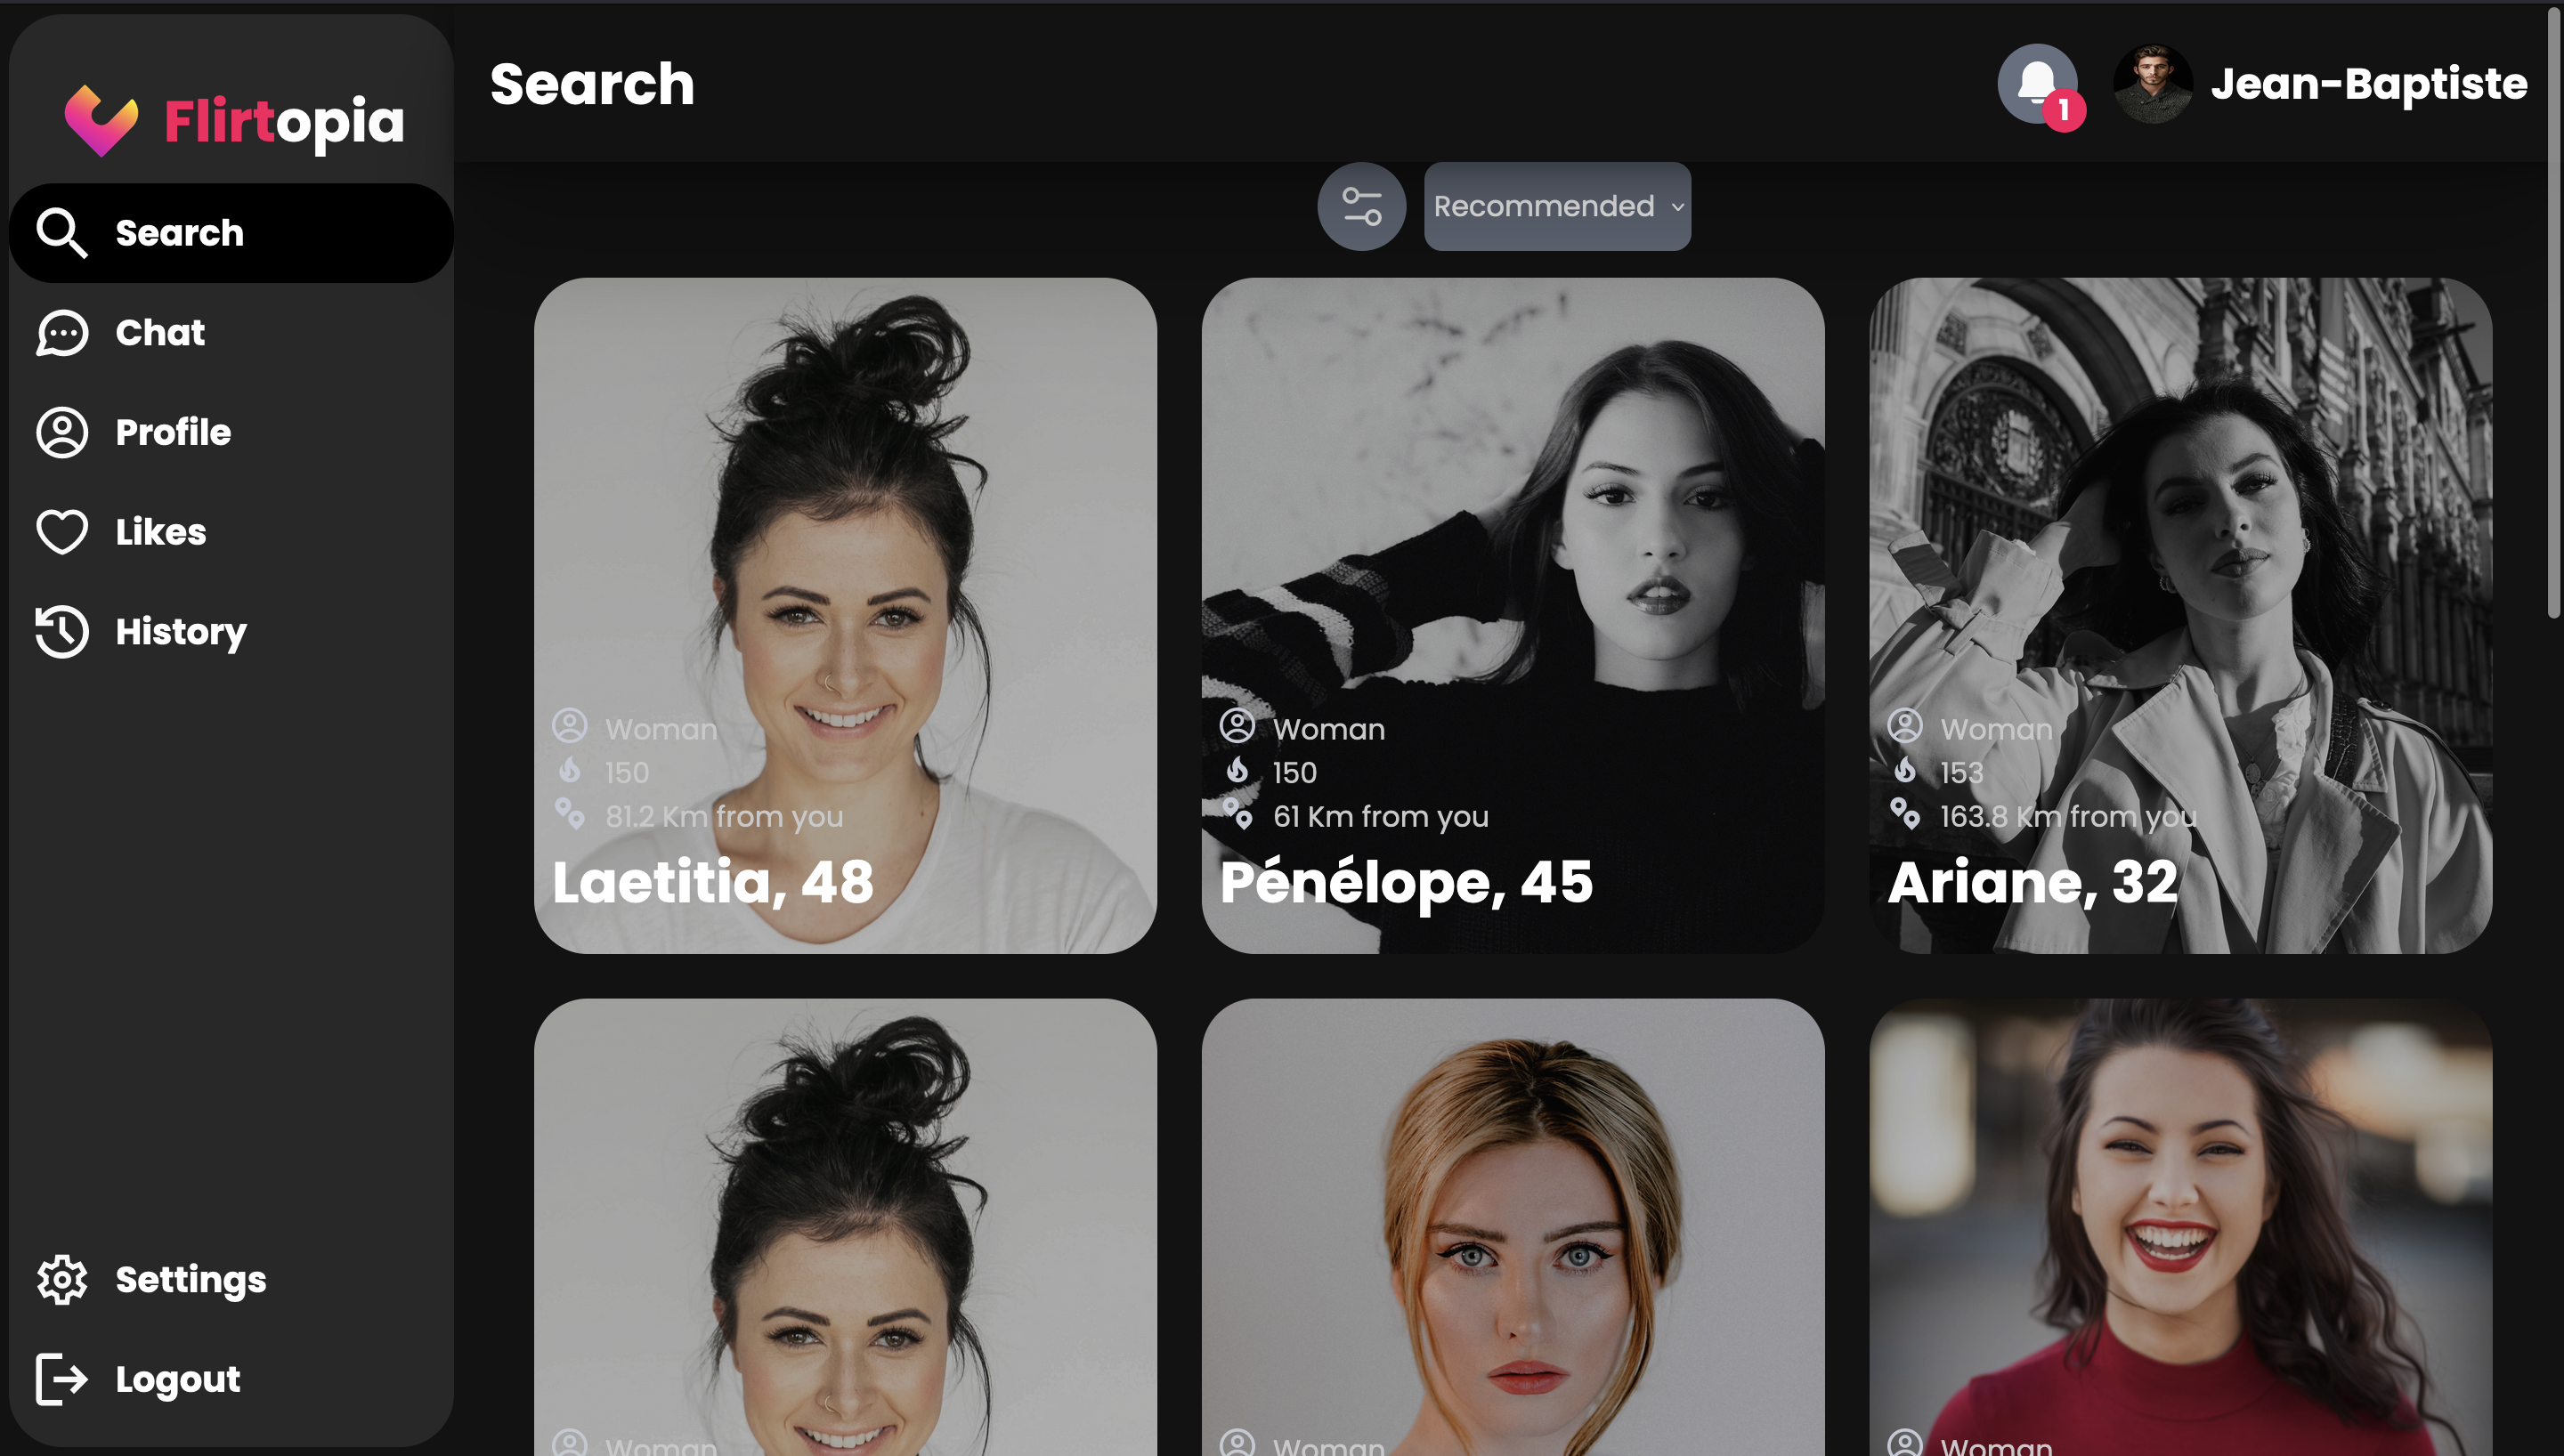 Flirtopia
Search
Chat
Profile
Likes
History
Settings
Logout
Search
1
Jean-Baptiste
Recommended
Woman
150
81.2 Km from you
Laetitia, 48
Woman
150
61 Km from you
Pénélope, 45
Woman
153
163.8 Km from you
Ariane, 32
Woman
Woman
Woman